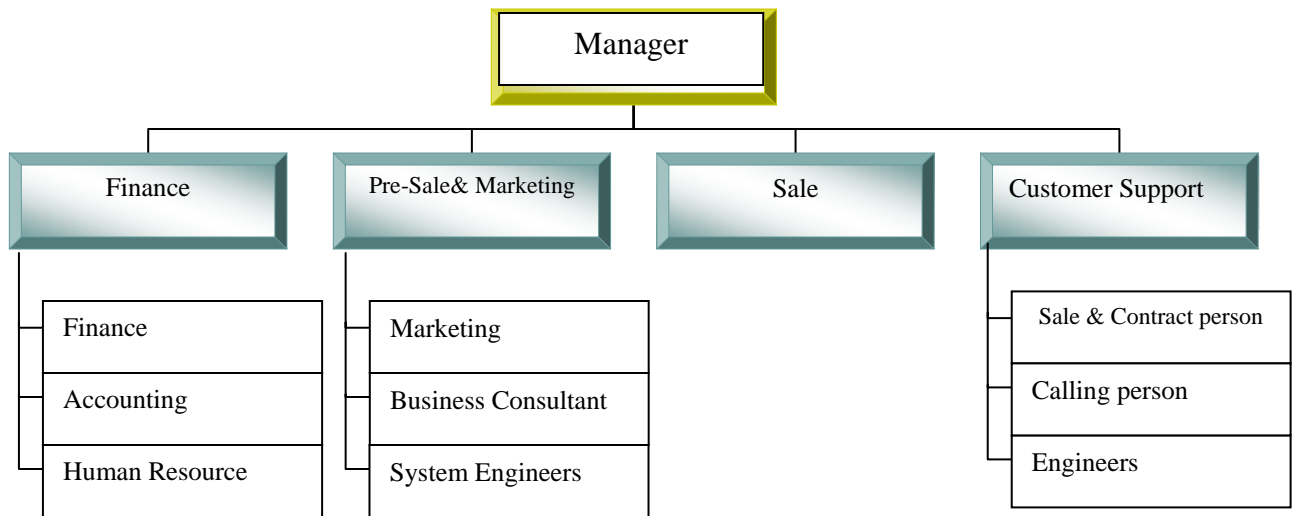 Manager
Finance
Pre-Sale& Marketing
Sale
Customer Support
Finance
Accounting
Human Resource
Marketing
Business Consultant
System Engineers
Sale & Contract person
Calling person
Engineers